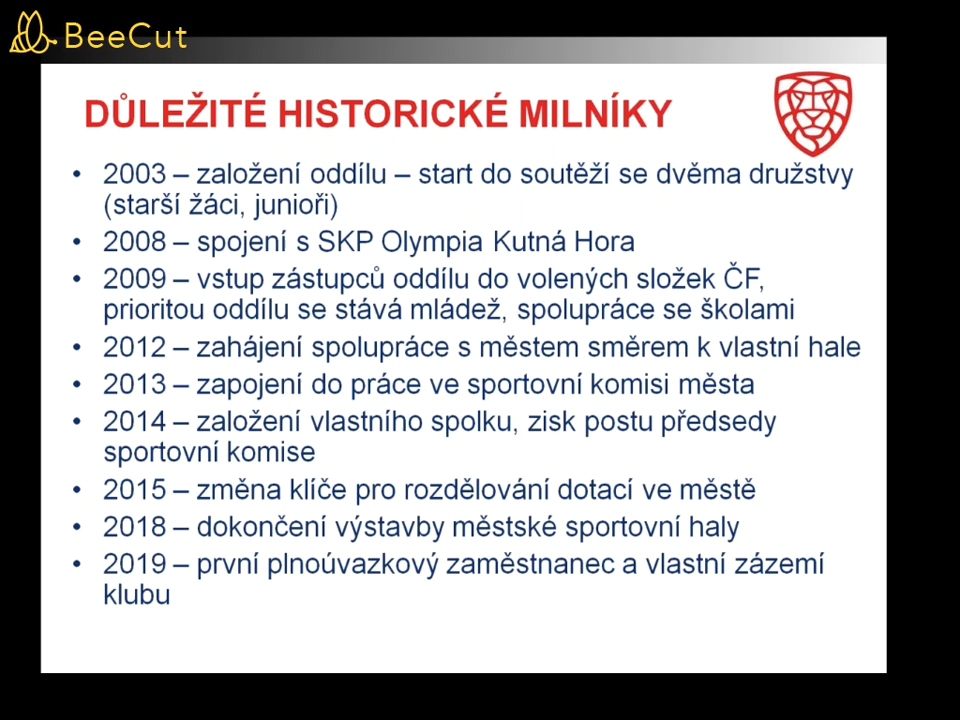 BeeCut
DŮLEŽITÉ HISTORICKÉ MILNÍKY
• 2003 – založení oddílu – start do soutěží se dvěma družstvy
(starší žáci, junioři)
• 2008 – spojení s SKP Olympia Kutná Hora
• 2009 – vstup zástupců oddílu do volených složek ČF,
prioritou oddílu se stává mládež, spolupráce se školami
• 2012 – zahájení spolupráce s městem směrem k vlastní hale
• 2013 – zapojení do práce ve sportovní komisi města
• 2014 – založení vlastního spolku, zisk postu předsedy
sportovní komise
• 2015 – změna klíče pro rozdělování dotací ve městě
• 2018 – dokončení výstavby městské sportovní haly
• 2019 – první plnoúvazkový zaměstnanec a vlastní zázemí
klubu